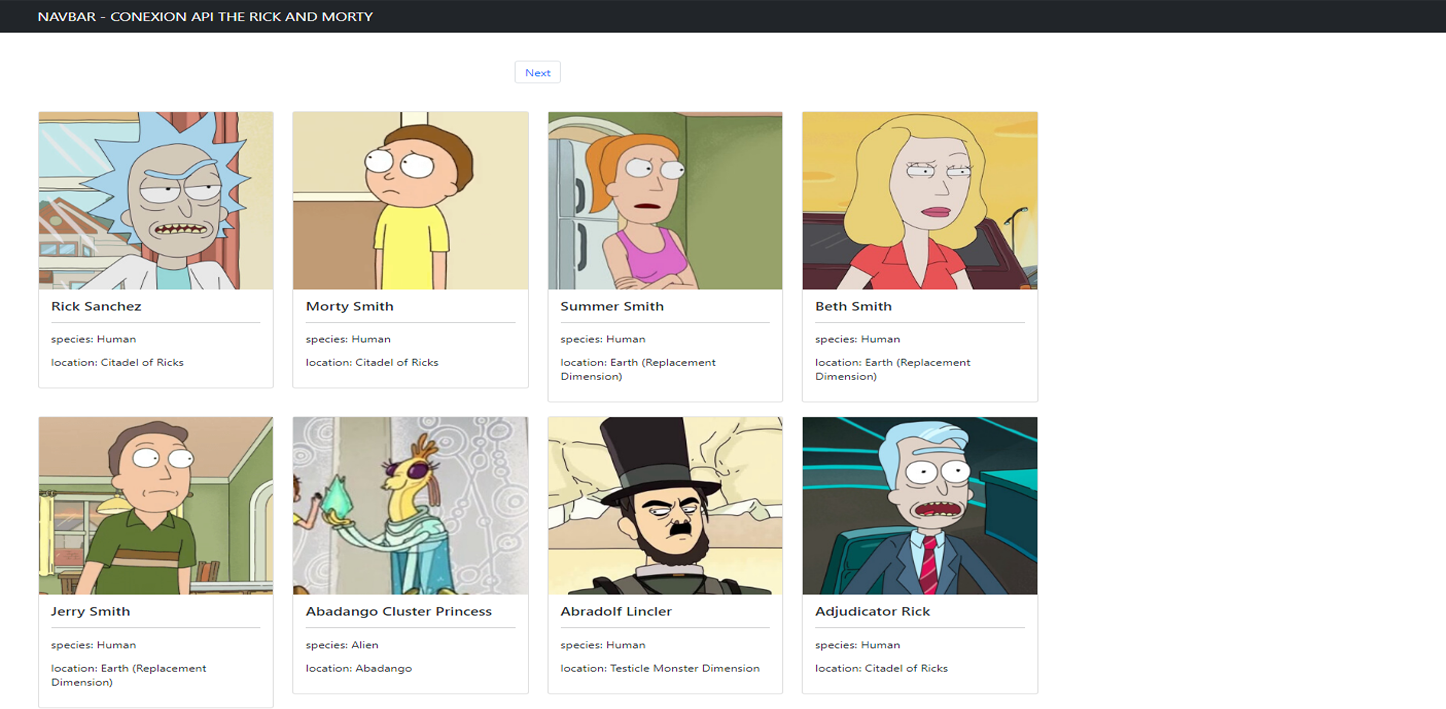 NAVBAR - CONEXION API THE RICK AND MORTY
Next
Rick Sanchez
species: Human
location: Citadel of Ricks
Morty Smith
species: Human
location: Citadel of Ricks
Summer Smith
species: Human
location: Earth (Replacement
Dimension)
Beth Smith
species: Human
location: Earth (Replacement
Dimension)
Jerry Smith
species: Human
location: Earth (Replacement
Dimension)
Abadango Cluster Princess
species: Alien
location: Abadango
Abradolf Lincler
species: Human
location: Testicle Monster Dimension
Adjudicator Rick
species: Human
location: Citadel of Ricks